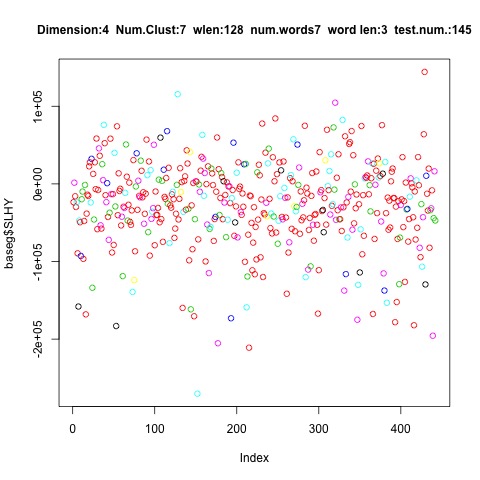 Dimension:4 Num.Clust:7 wlen:128 num.words7 word len:3 test.num.:145
baseg$SLHY
1e+05
0e+00
-1e+05
-2e+05
0 100 200 300 400
Index